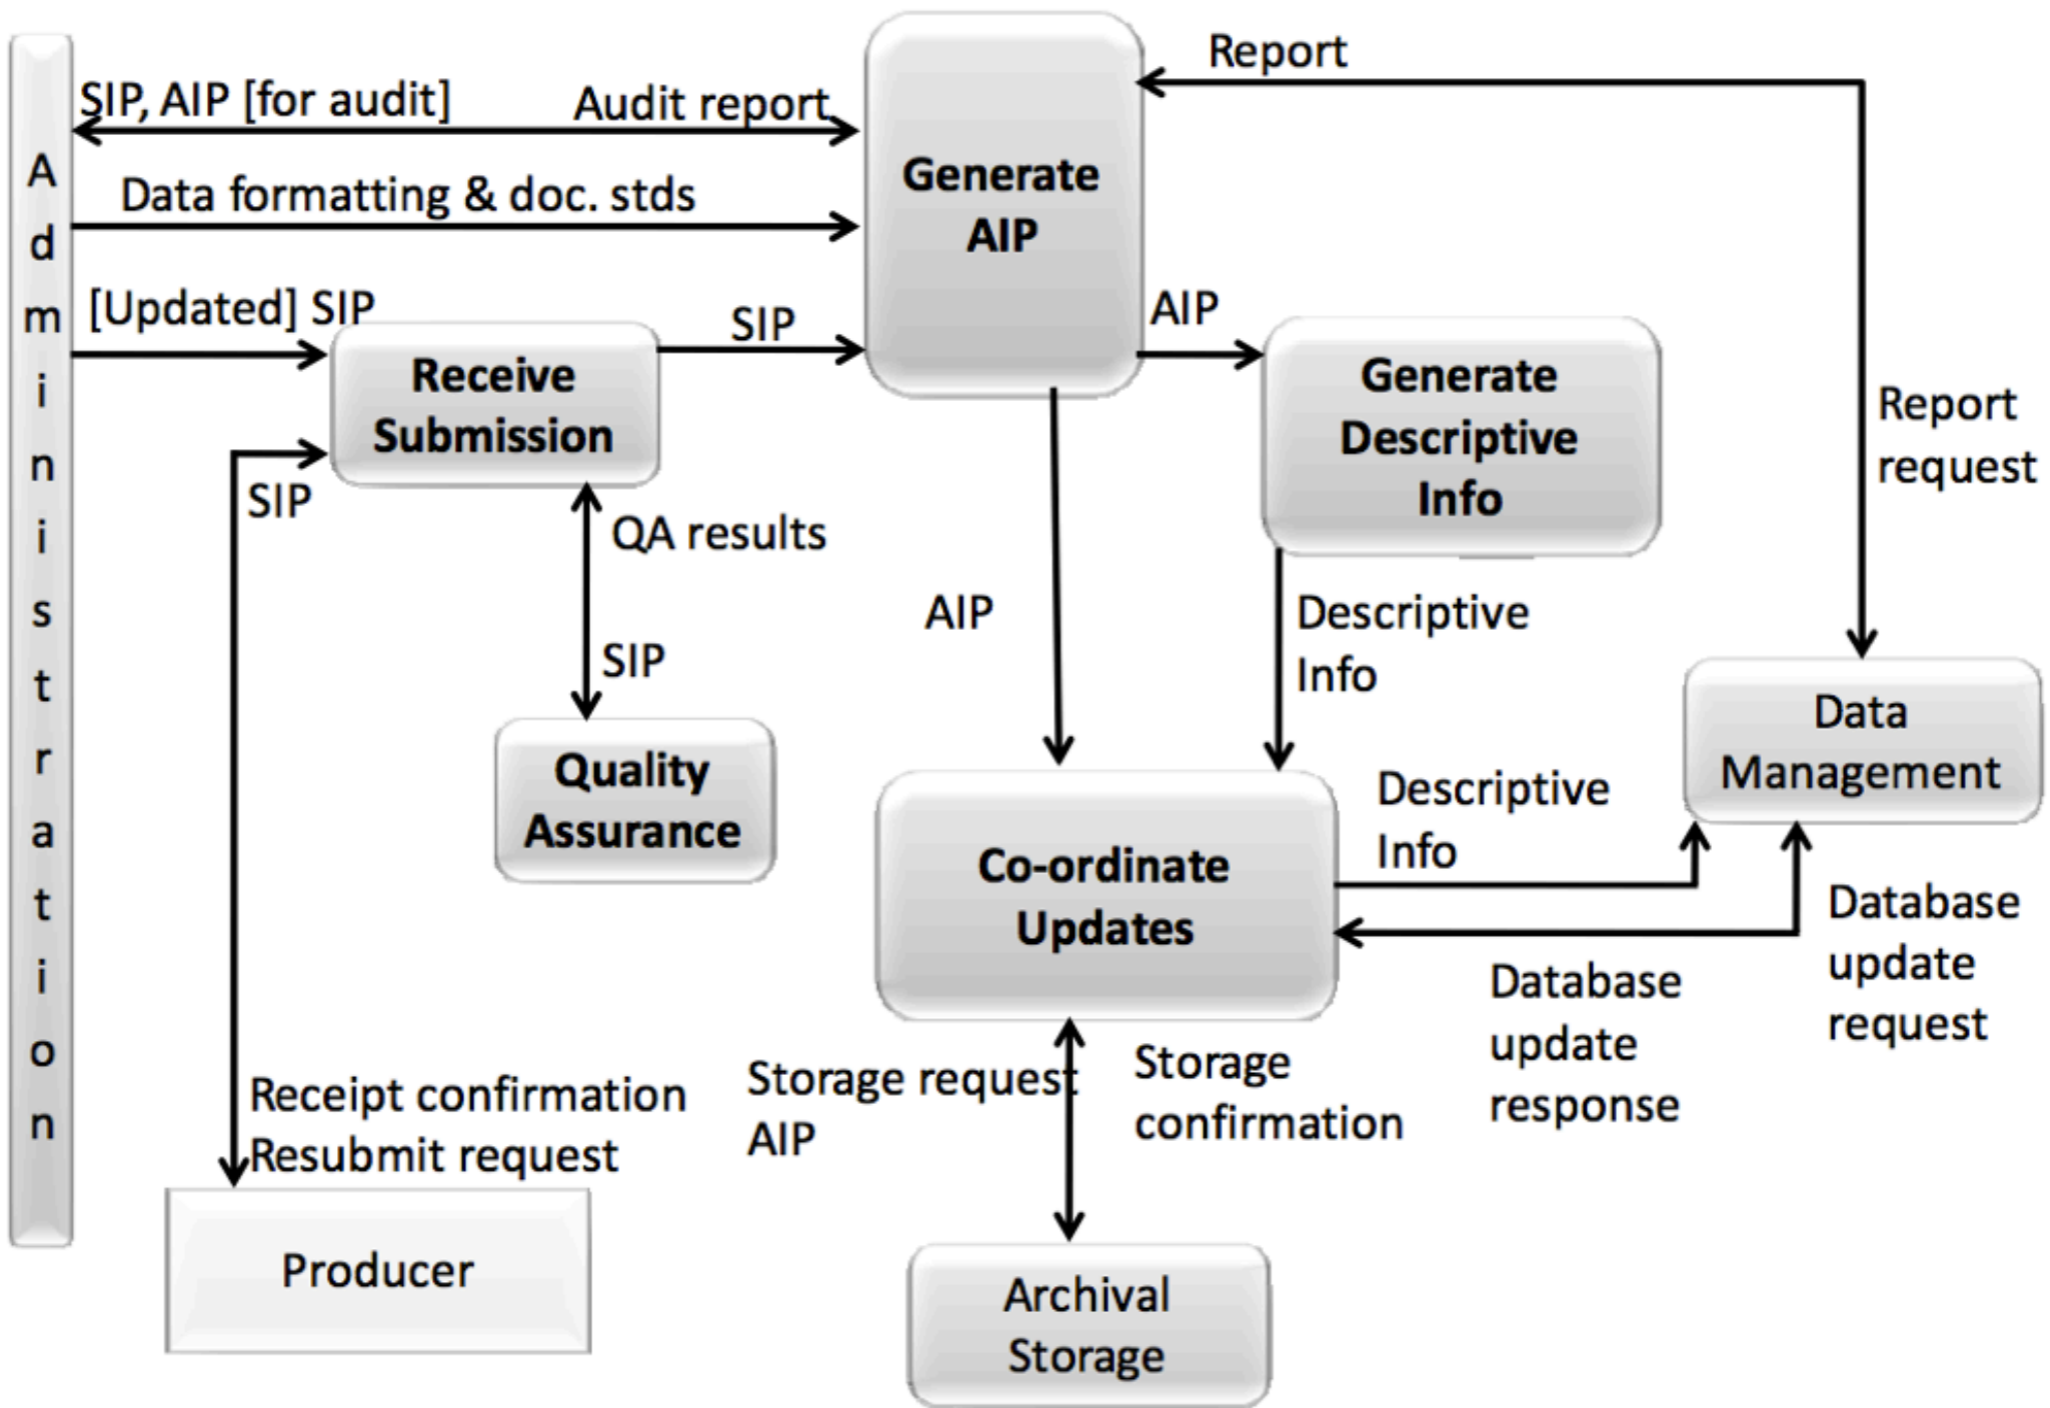 Administration
SIP, AIP [for audit]
Audit report
Data formatting & doc. stds
[Updated] SIP
Receive
Submission
SIP
Generate
AIP
Report
AIP
Generate
Descriptive
Info
Report
request
SIP
QA results
SIP
Quality
Assurance
AIP
Descriptive
Info
Data
Management
Co-ordinate
Updates
Descriptive
Info
Database
update
response
Database
update
request
Receipt confirmation
Resubmit request
Producer
Storage request
AIP
Storage
confirmation
Archival
Storage